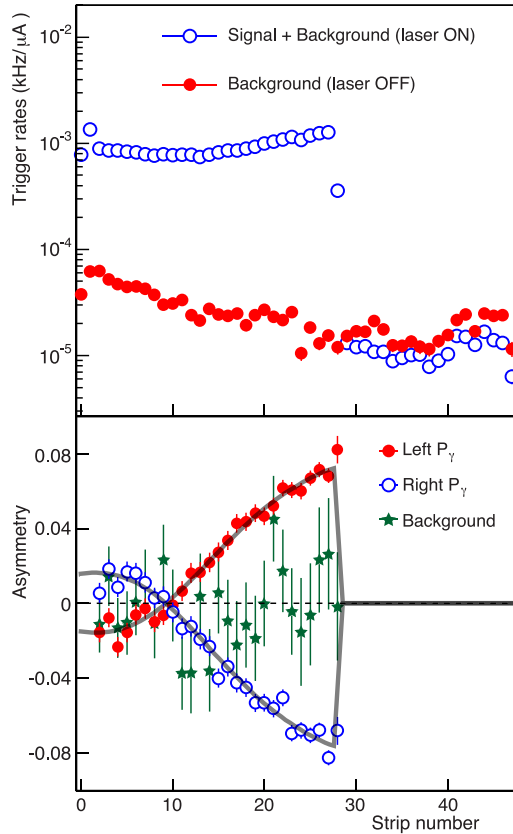 Trigger rates (kHz/μA)
Signal + Background (laser ON)
Background (laser OFF)
10⁻²
10⁻³
10⁻⁴
10⁻⁵
Asymmetry
Left Pγ
Right Pγ
Background
0.08
0.04
0
-0.04
-0.08
0 10 20 30 40
Strip number